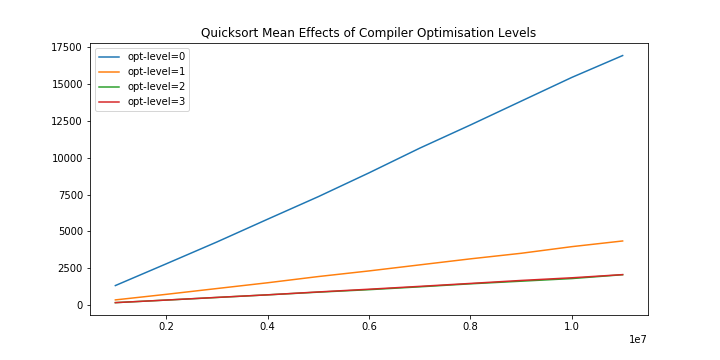 Quicksort Mean Effects of Compiler Optimisation Levels
opt-level=0
opt-level=1
opt-level=2
opt-level=3
17500
15000
12500
10000
7500
5000
2500
0
0.2 0.4 0.6 0.8 1.0
1e7